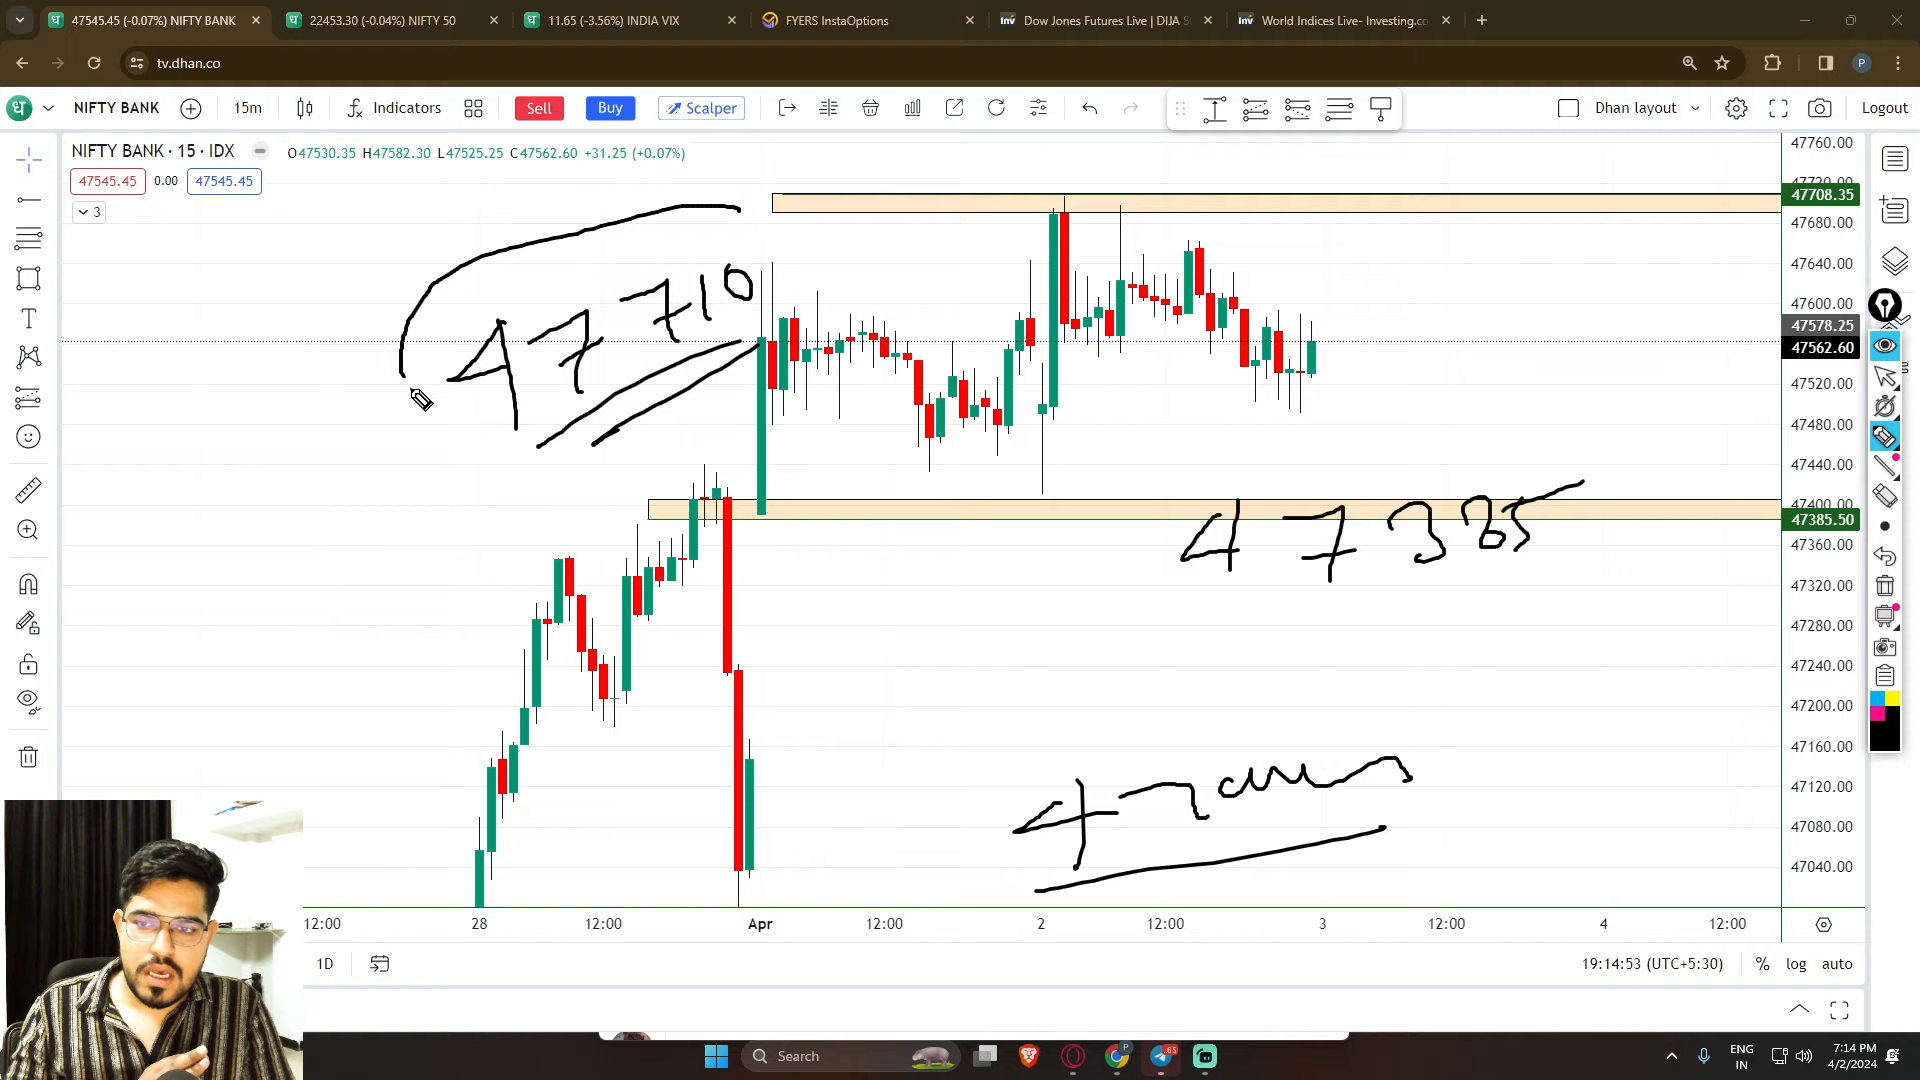 47545.45 (-0.07%) NIFTY BANK
22453.30 (-0.04%) NIFTY 50
11.65 (-3.56%) INDIA VIX
FYERS InstaOptions
Dow Jones Futures Live | DJIA S
World Indices Live- Investing.co
tv.dhan.co
P
NIFTY BANK
15m
Indicators
Sell
Buy
Scalper
Dhan layout
Logout
NIFTY BANK · 15 · IDX
O47530.35 H47582.30 L47525.25 C47562.60 +31.25 (+0.07%)
47545.45 0.00 47545.45
3
47760.00
47720.00
47708.35
47680.00
47640.00
47600.00
47578.25
47562.60
47520.00
47480.00
47440.00
47400.00
47385.50
47360.00
47320.00
47280.00
47240.00
47200.00
47160.00
47120.00
47080.00
47040.00
47710
47385
47
12:00 28 12:00 Apr 12:00 2 12:00 3 12:00 4 12:00
1D
19:14:53 (UTC+5:30)
% log auto
Search
P
65
ENG
IN
7:14 PM
4/2/2024